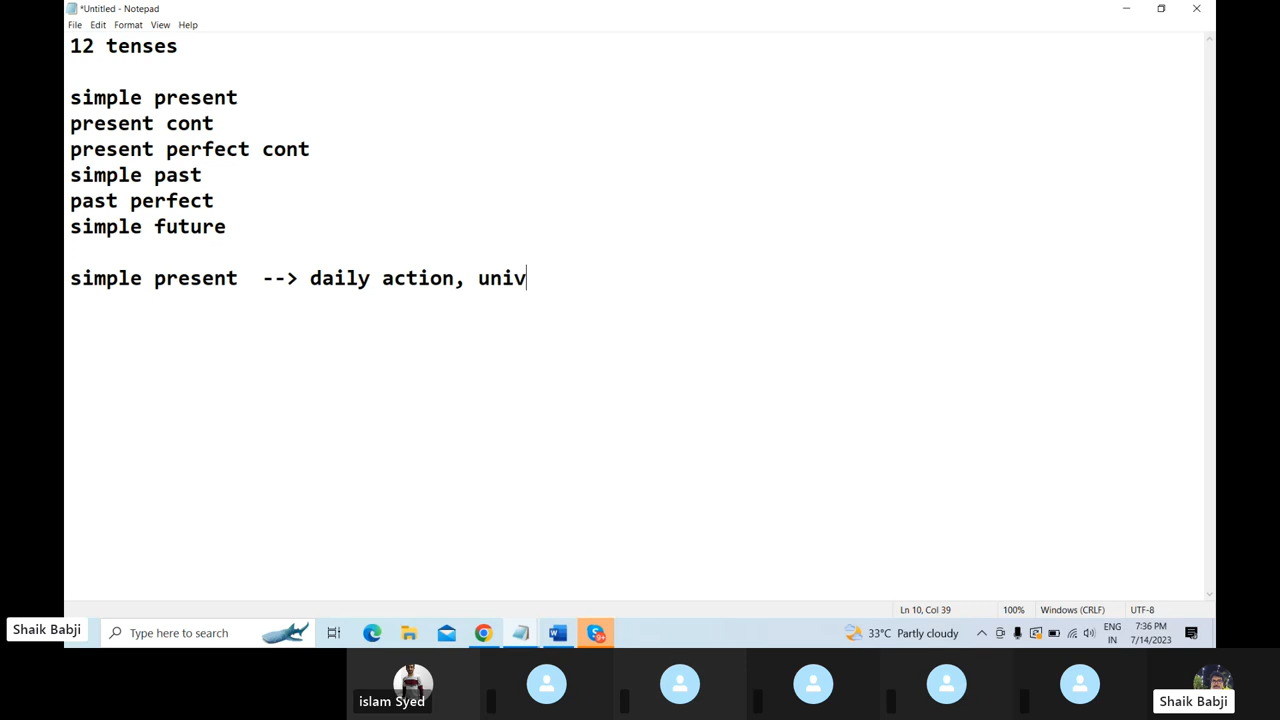 *Untitled - Notepad
File Edit Format View Help
12 tenses
simple present
present cont
present perfect cont
simple past
past perfect
simple future
simple present --> daily action, univ
Ln 10, Col 39 100% Windows (CRLF) UTF-8
Shaik Babji
Type here to search
33°C Partly cloudy
ENG
IN
7:36 PM
7/14/2023
islam Syed
Shaik Babji